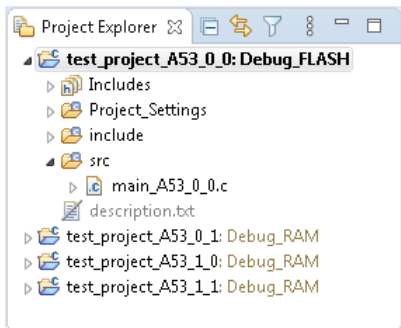 Project Explorer
test_project_A53_0_0: Debug_FLASH
Includes
Project_Settings
include
src
main_A53_0_0.c
description.txt
test_project_A53_0_1: Debug_RAM
test_project_A53_1_0: Debug_RAM
test_project_A53_1_1: Debug_RAM